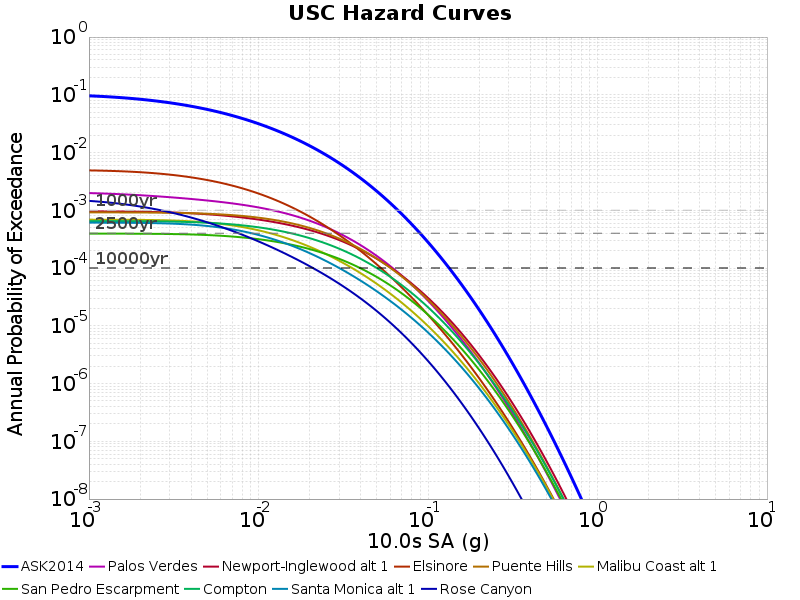 USC Hazard Curves
Annual Probability of Exceedance
10^0
10^-1
10^-2
10^-3
10^-4
10^-5
10^-6
10^-7
10^-8
1000yr
2500yr
10000yr
10^-3 10^-2 10^-1 10^0 10^1
10.0s SA (g)
ASK2014 Palos Verdes Newport-Inglewood alt 1 Elsinore Puente Hills Malibu Coast alt 1
San Pedro Escarpment Compton Santa Monica alt 1 Rose Canyon